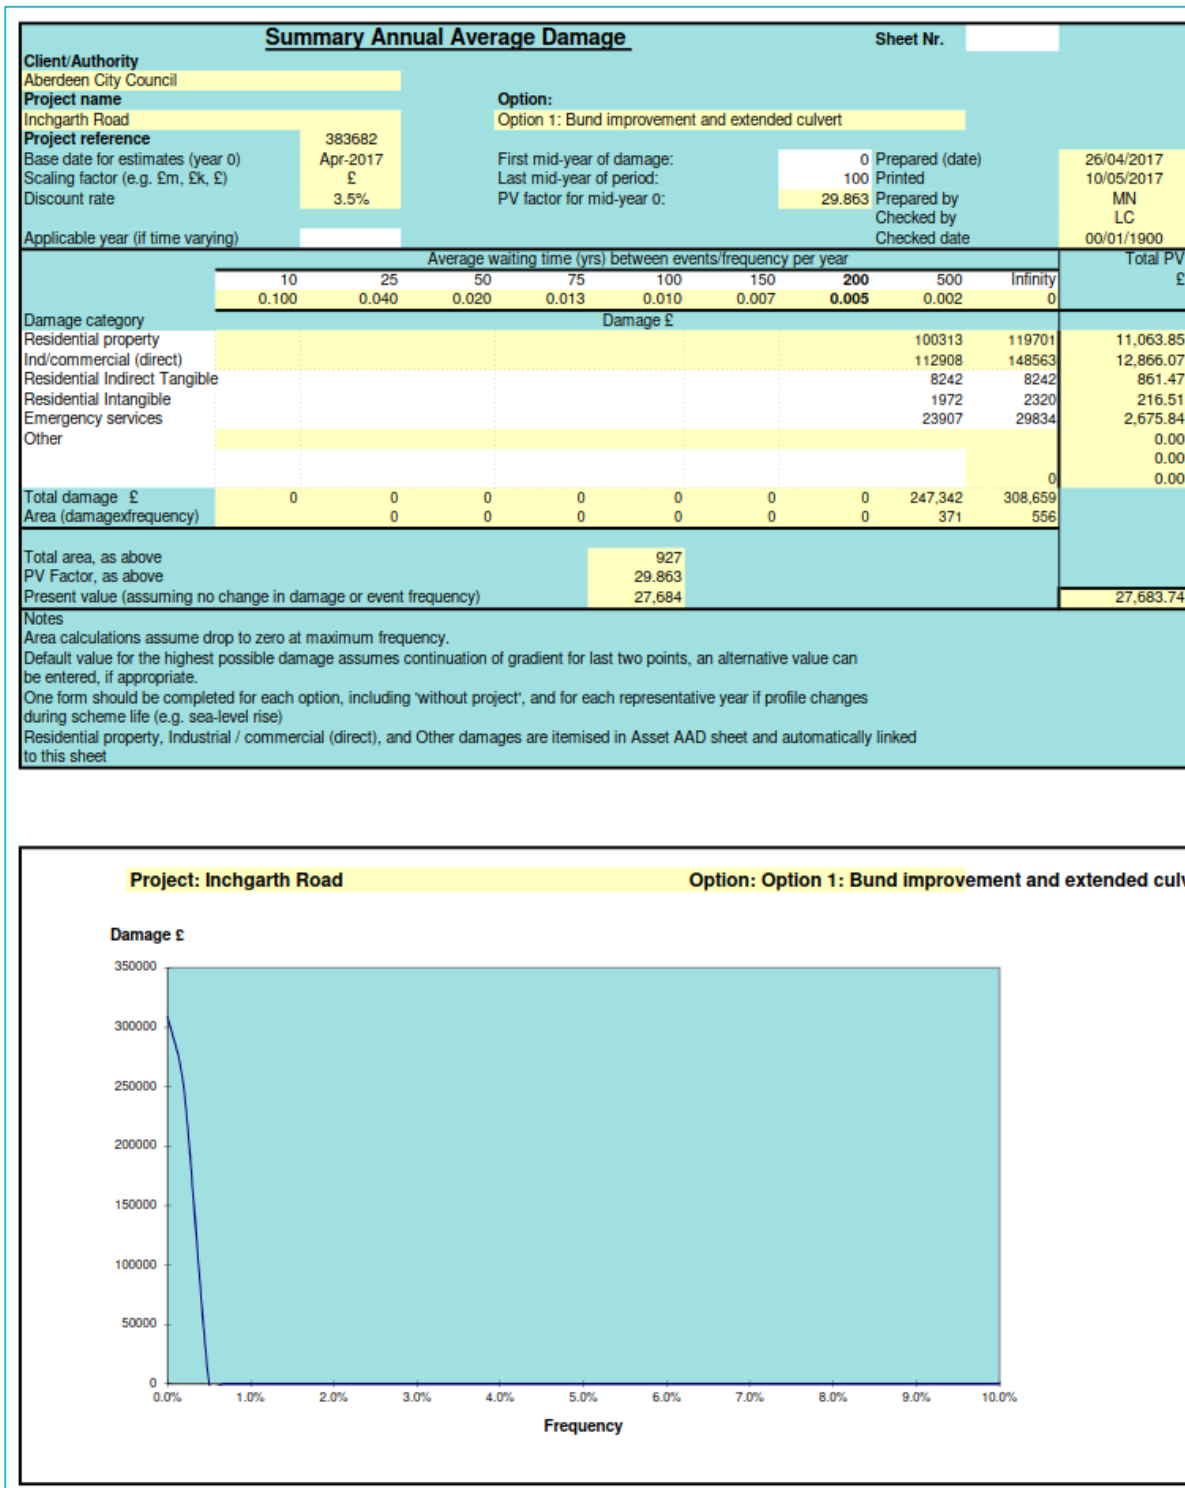 Summary Annual Average Damage Sheet Nr.
Client/Authority
Aberdeen City Council
Project name Option:
Inchgarth Road Option 1: Bund improvement and extended culvert
Project reference 383682
Base date for estimates (year 0) Apr-2017 First mid-year of damage: 0 Prepared (date) 26/04/2017
Scaling factor (e.g. £m, £k, £) £ Last mid-year of period: 100 Printed 10/05/2017
Discount rate 3.5% PV factor for mid-year 0: 29.863 Prepared by MN
Checked by LC
Applicable year (if time varying) Checked date 00/01/1900
Average waiting time (yrs) between events/frequency per year Total PV
10 25 50 75 100 150 200 500 Infinity £
0.100 0.040 0.020 0.013 0.010 0.007 0.005 0.002 0
Damage category Damage £
Residential property 100313 119701 11,063.85
Ind/commercial (direct) 112908 148563 12,866.07
Residential Indirect Tangible 8242 8242 861.47
Residential Intangible 1972 2320 216.51
Emergency services 23907 29834 2,675.84
Other 0.00
0.00
0 0.00
Total damage £ 0 0 0 0 0 0 0 247,342 308,659
Area (damagexfrequency) 0 0 0 0 0 0 371 556
Total area, as above 927
PV Factor, as above 29.863
Present value (assuming no change in damage or event frequency) 27,684 27,683.74
Notes
Area calculations assume drop to zero at maximum frequency.
Default value for the highest possible damage assumes continuation of gradient for last two points, an alternative value can
be entered, if appropriate.
One form should be completed for each option, including 'without project', and for each representative year if profile changes
during scheme life (e.g. sea-level rise)
Residential property, Industrial / commercial (direct), and Other damages are itemised in Asset AAD sheet and automatically linked
to this sheet
Project: Inchgarth Road Option: Option 1: Bund improvement and extended culv
Damage £
350000
300000
250000
200000
150000
100000
50000
0
0.0% 1.0% 2.0% 3.0% 4.0% 5.0% 6.0% 7.0% 8.0% 9.0% 10.0%
Frequency